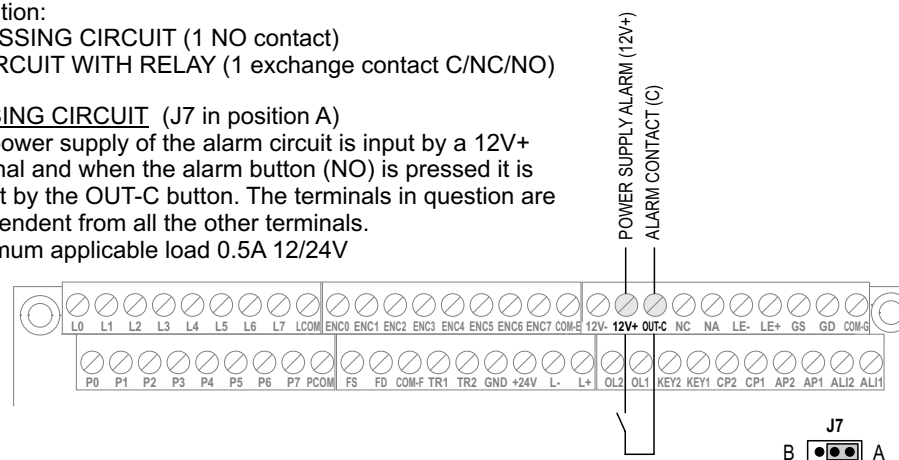 tion:
SSING CIRCUIT (1 NO contact)
RCUIT WITH RELAY (1 exchange contact C/NC/NO)
SING CIRCUIT (J7 in position A)
power supply of the alarm circuit is input by a 12V+
nal and when the alarm button (NO) is pressed it is
t by the OUT-C button. The terminals in question are
endent from all the other terminals.
mum applicable load 0.5A 12/24V
POWER SUPPLY ALARM (12V+)
ALARM CONTACT (C)
L0 L1 L2 L3 L4 L5 L6 L7 LCOM ENC0 ENC1 ENC2 ENC3 ENC4 ENC5 ENC6 ENC7 COM-E 12V- 12V+ OUT-C NC NA LE- LE+ GS GD COM-G
P0 P1 P2 P3 P4 P5 P6 P7 PCOM FS FD COM-F TR1 TR2 GND +24V L- L+ OL2 OL1 KEY2 KEY1 CP2 CP1 AP2 AP1 ALI2 ALI1
J7
B A